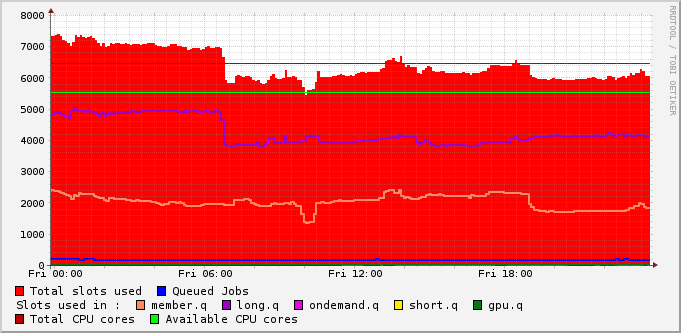 8000
7000
6000
5000
4000
3000
2000
1000
0
Fri 00:00 Fri 06:00 Fri 12:00 Fri 18:00
Total slots used Queued Jobs
Slots used in : member.q long.q ondemand.q short.q gpu.q
Total CPU cores Available CPU cores
RRDTOOL / TOBI OETIKER